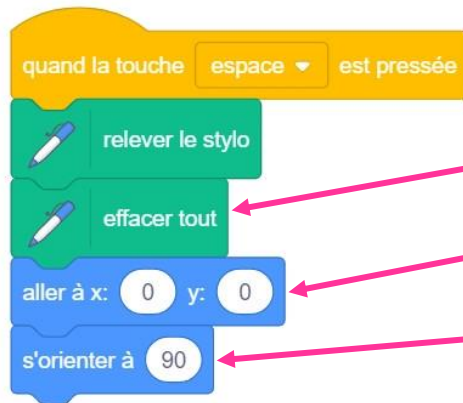 quand la touche espace est pressée
relever le stylo
effacer tout
aller à x: 0 y: 0
s'orienter à 90